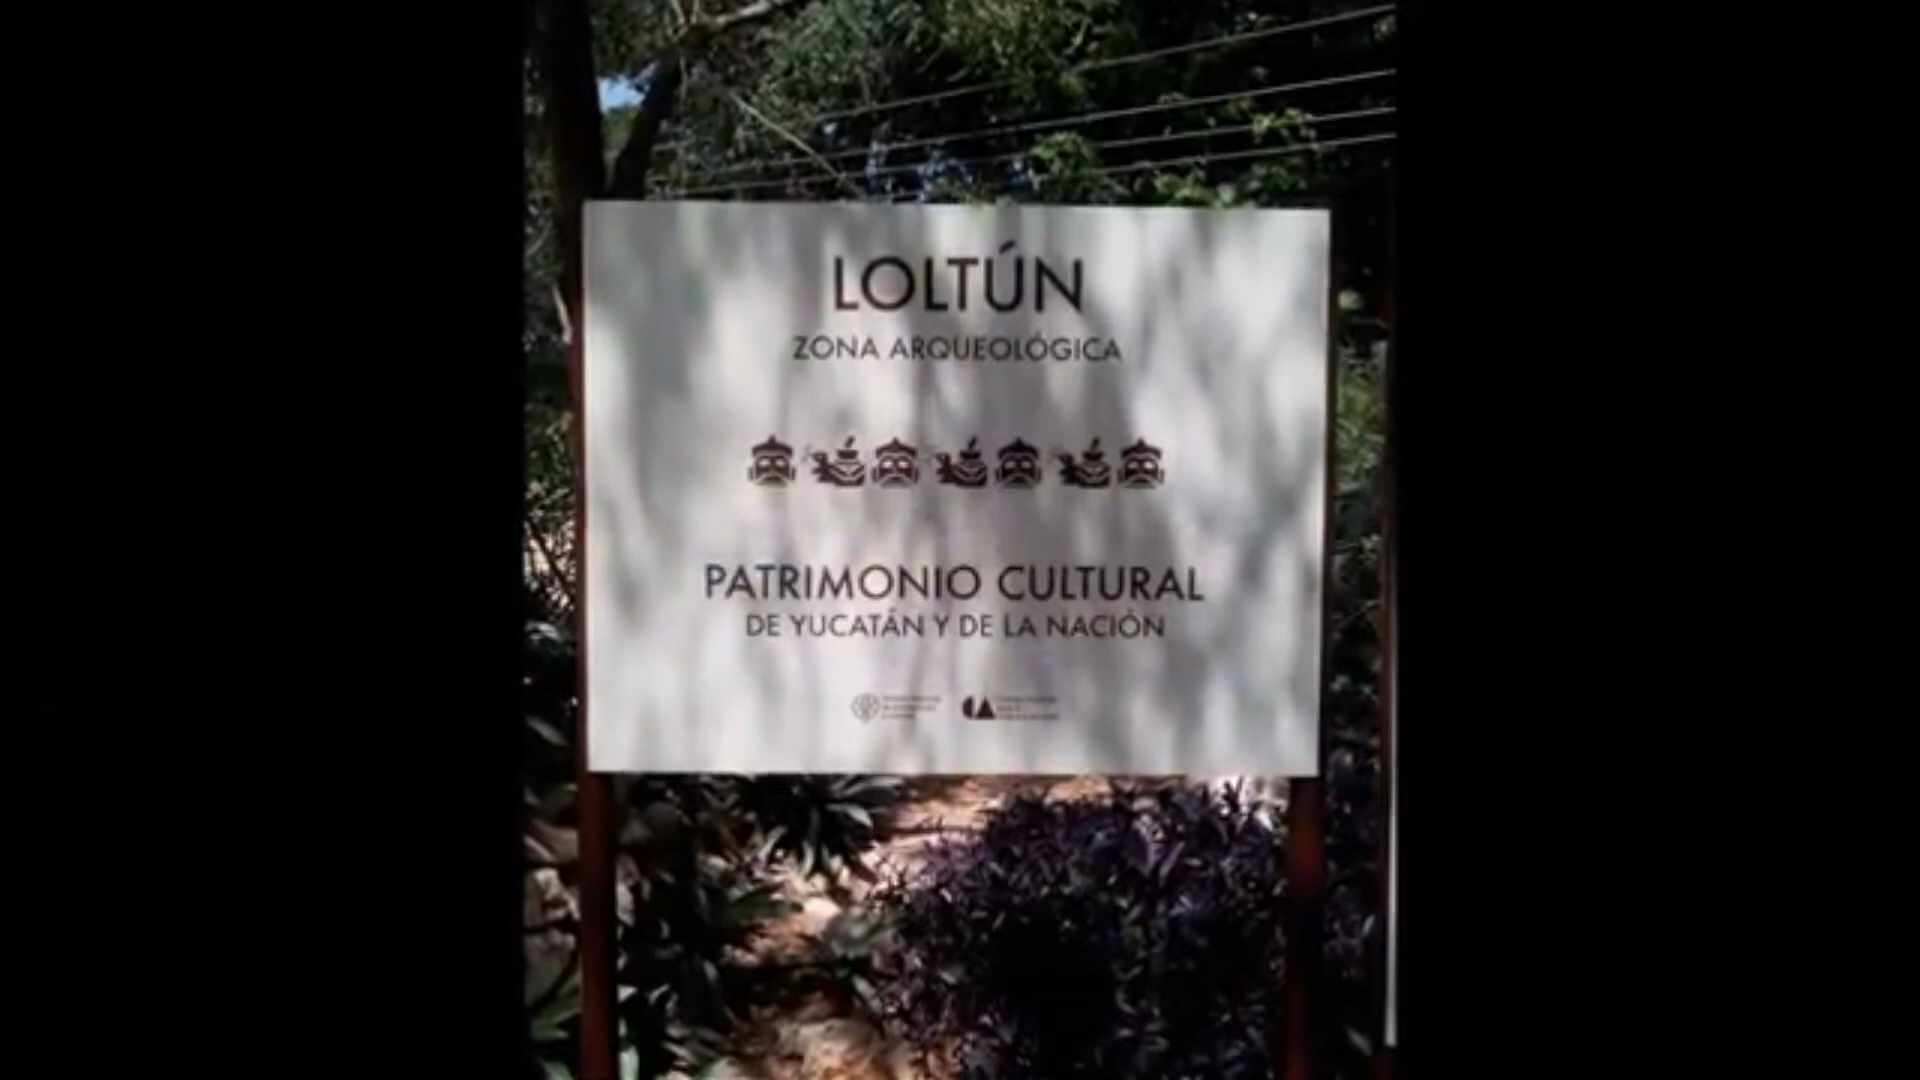 LOLTÚN
ZONA ARQUEOLÓGICA
PATRIMONIO CULTURAL
DE YUCATÁN Y DE LA NACIÓN